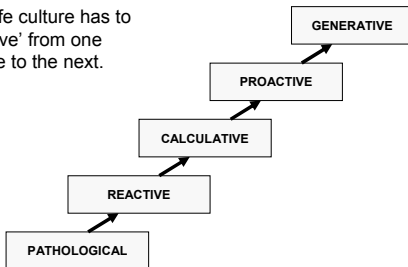 culture has to
from one
to the next.
GENERATIVE
PROACTIVE
CALCULATIVE
REACTIVE
PATHOLOGICAL